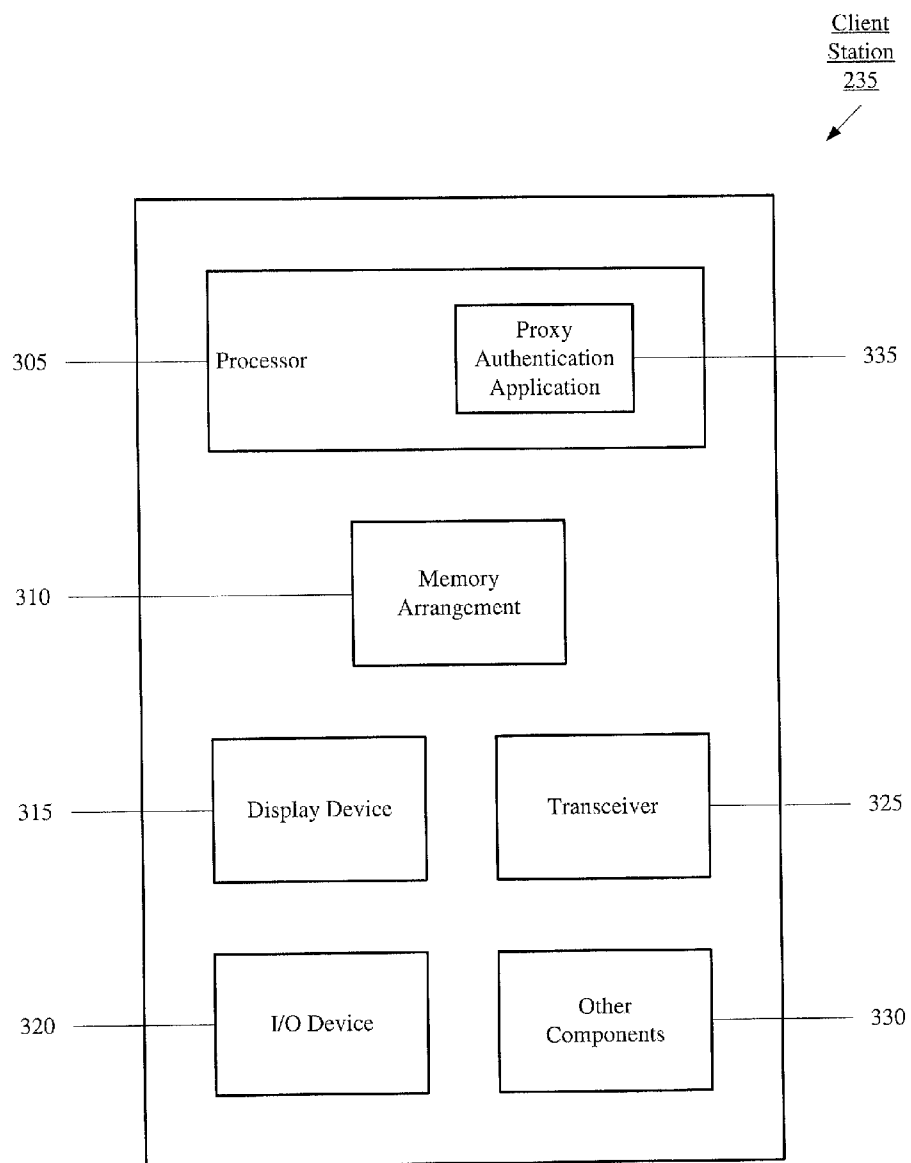 Client
Station
235
305
Processor
Proxy
Authentication
Application
335
310
Memory
Arrangement
315
Display Device
Transceiver
325
320
I/O Device
Other
Components
330